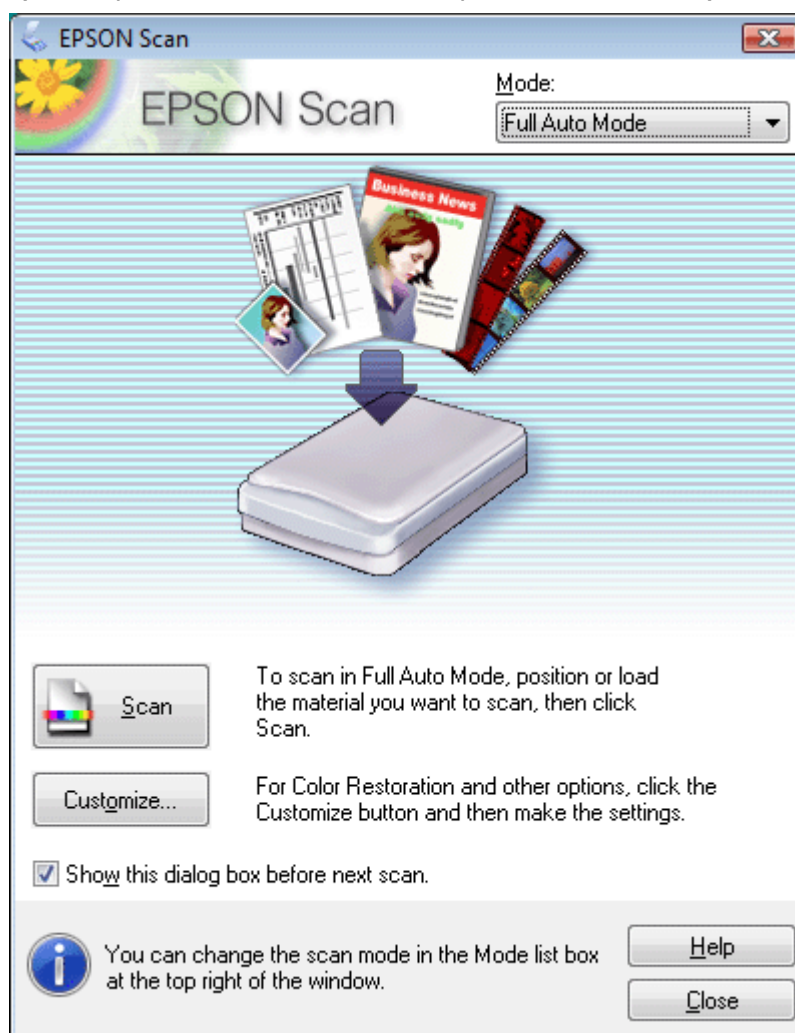 EPSON Scan
EPSON Scan
Mode:
Full Auto Mode
Business News
Scan
To scan in Full Auto Mode, position or load
the material you want to scan, then click
Scan.
Customize...
For Color Restoration and other options, click the
Customize button and then make the settings.
Show this dialog box before next scan.
You can change the scan mode in the Mode list box
at the top right of the window.
Help
Close